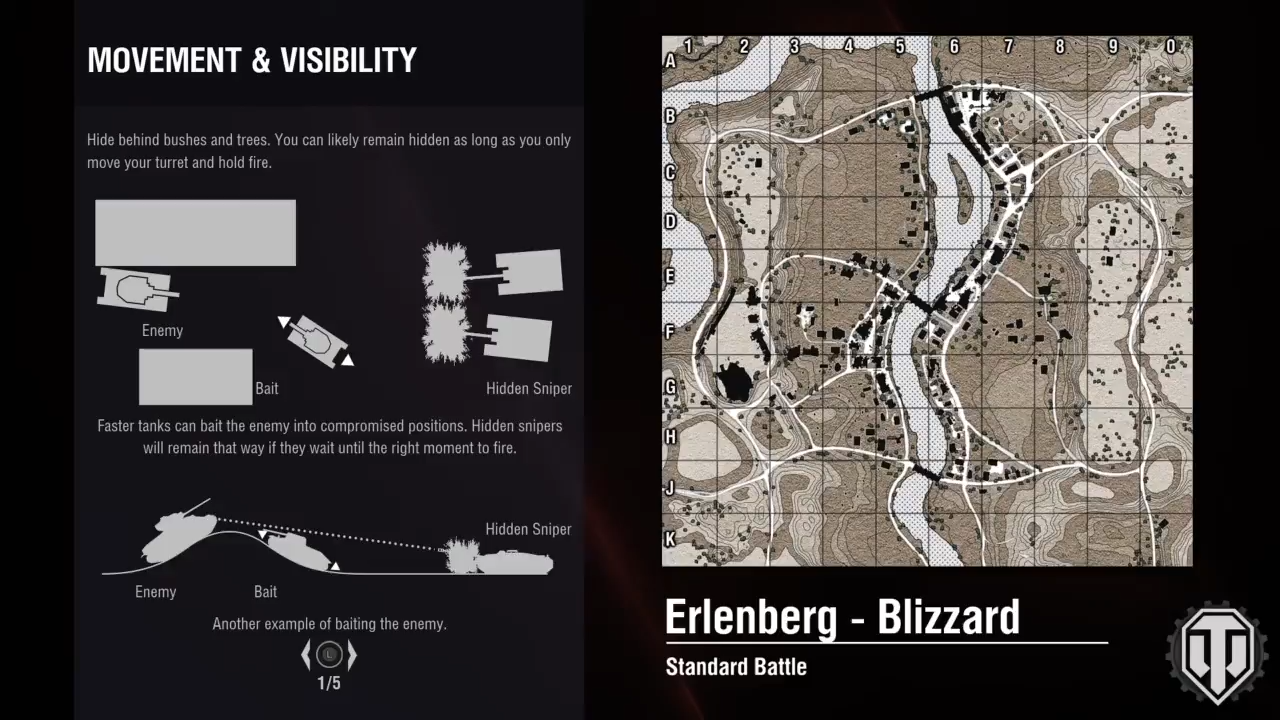 MOVEMENT & VISIBILITY
Hide behind bushes and trees. You can likely remain hidden as long as you only
move your turret and hold fire.
Enemy
Bait
Hidden Sniper
Faster tanks can bait the enemy into compromised positions. Hidden snipers
will remain that way if they wait until the right moment to fire.
Hidden Sniper
Enemy
Bait
Another example of baiting the enemy.
L
1/5
1 2 3 4 5 6 7 8 9 0
A
B
C
D
E
F
G
H
J
K
Erlenberg - Blizzard
Standard Battle